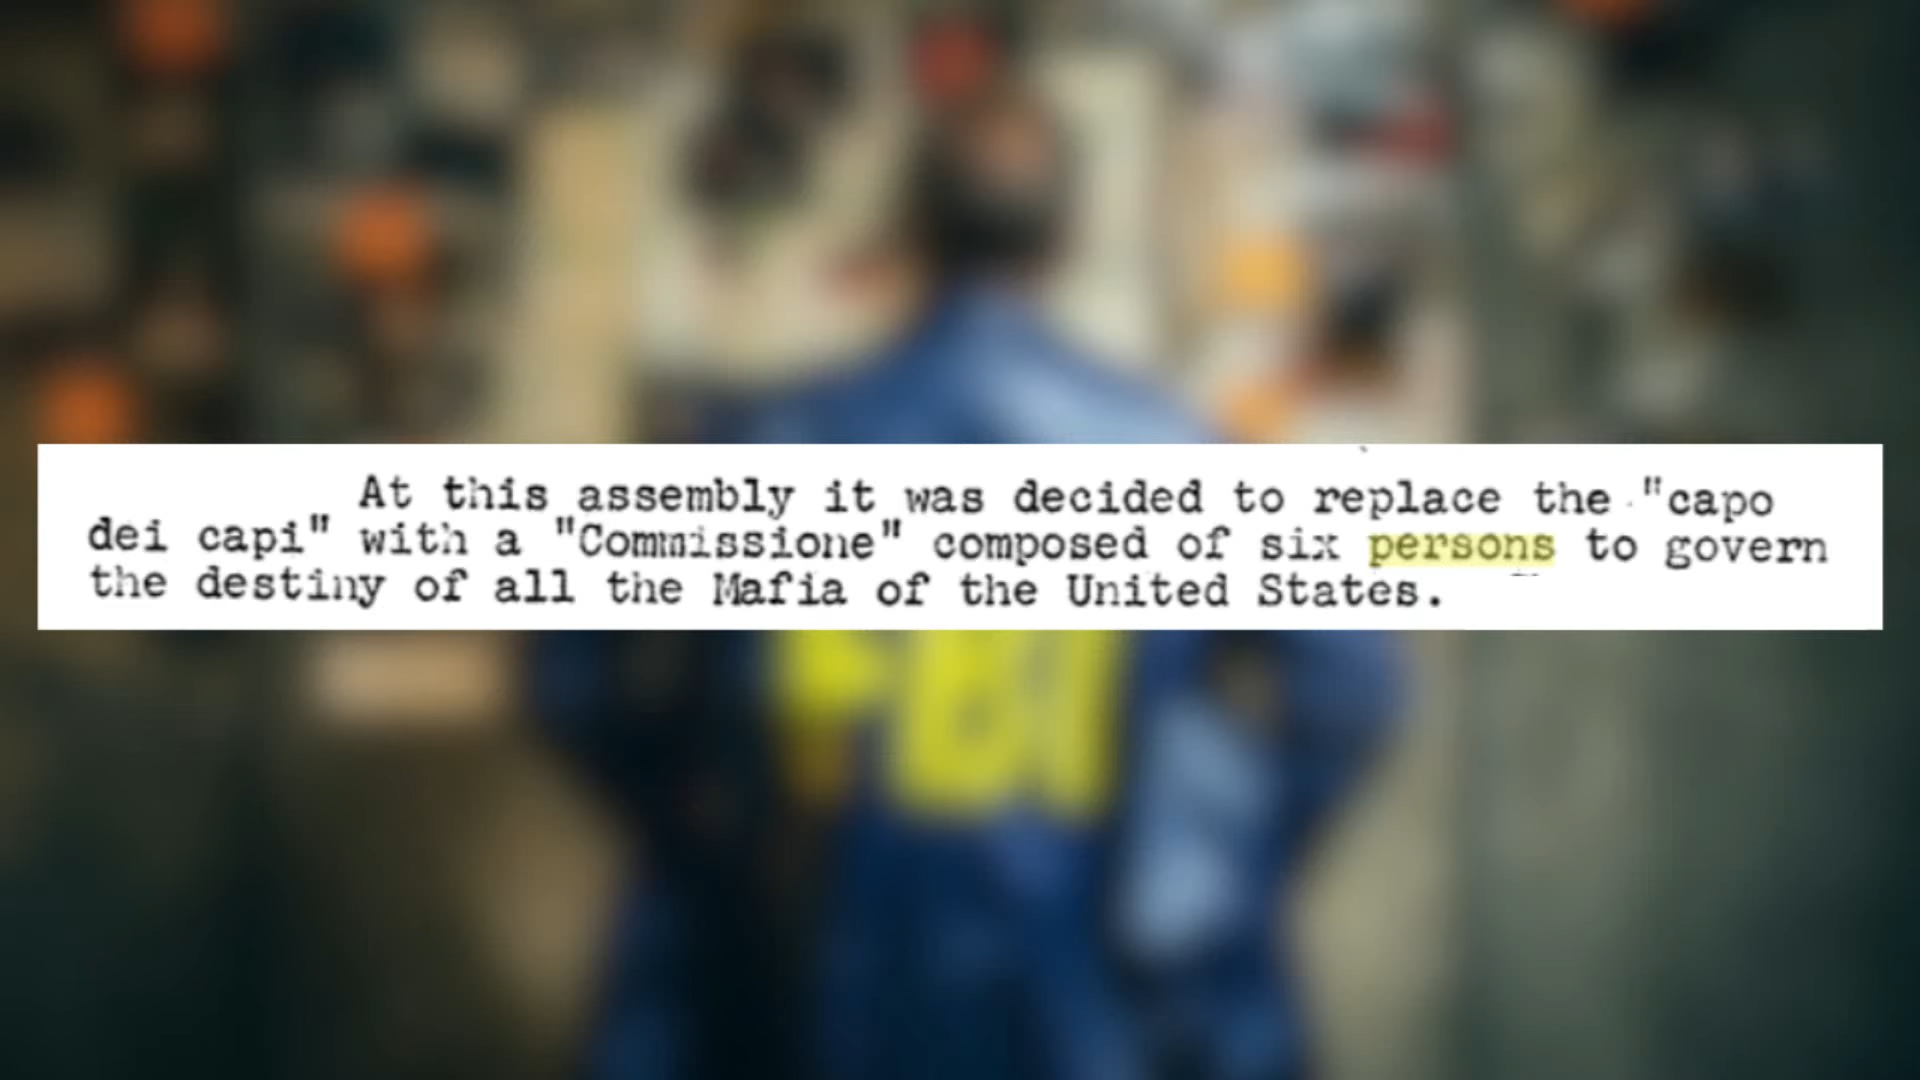 At this assembly it was decided to replace the "capo
dei capi" with a "Commissione" composed of six persons to govern
the destiny of all the Mafia of the United States.
FBI